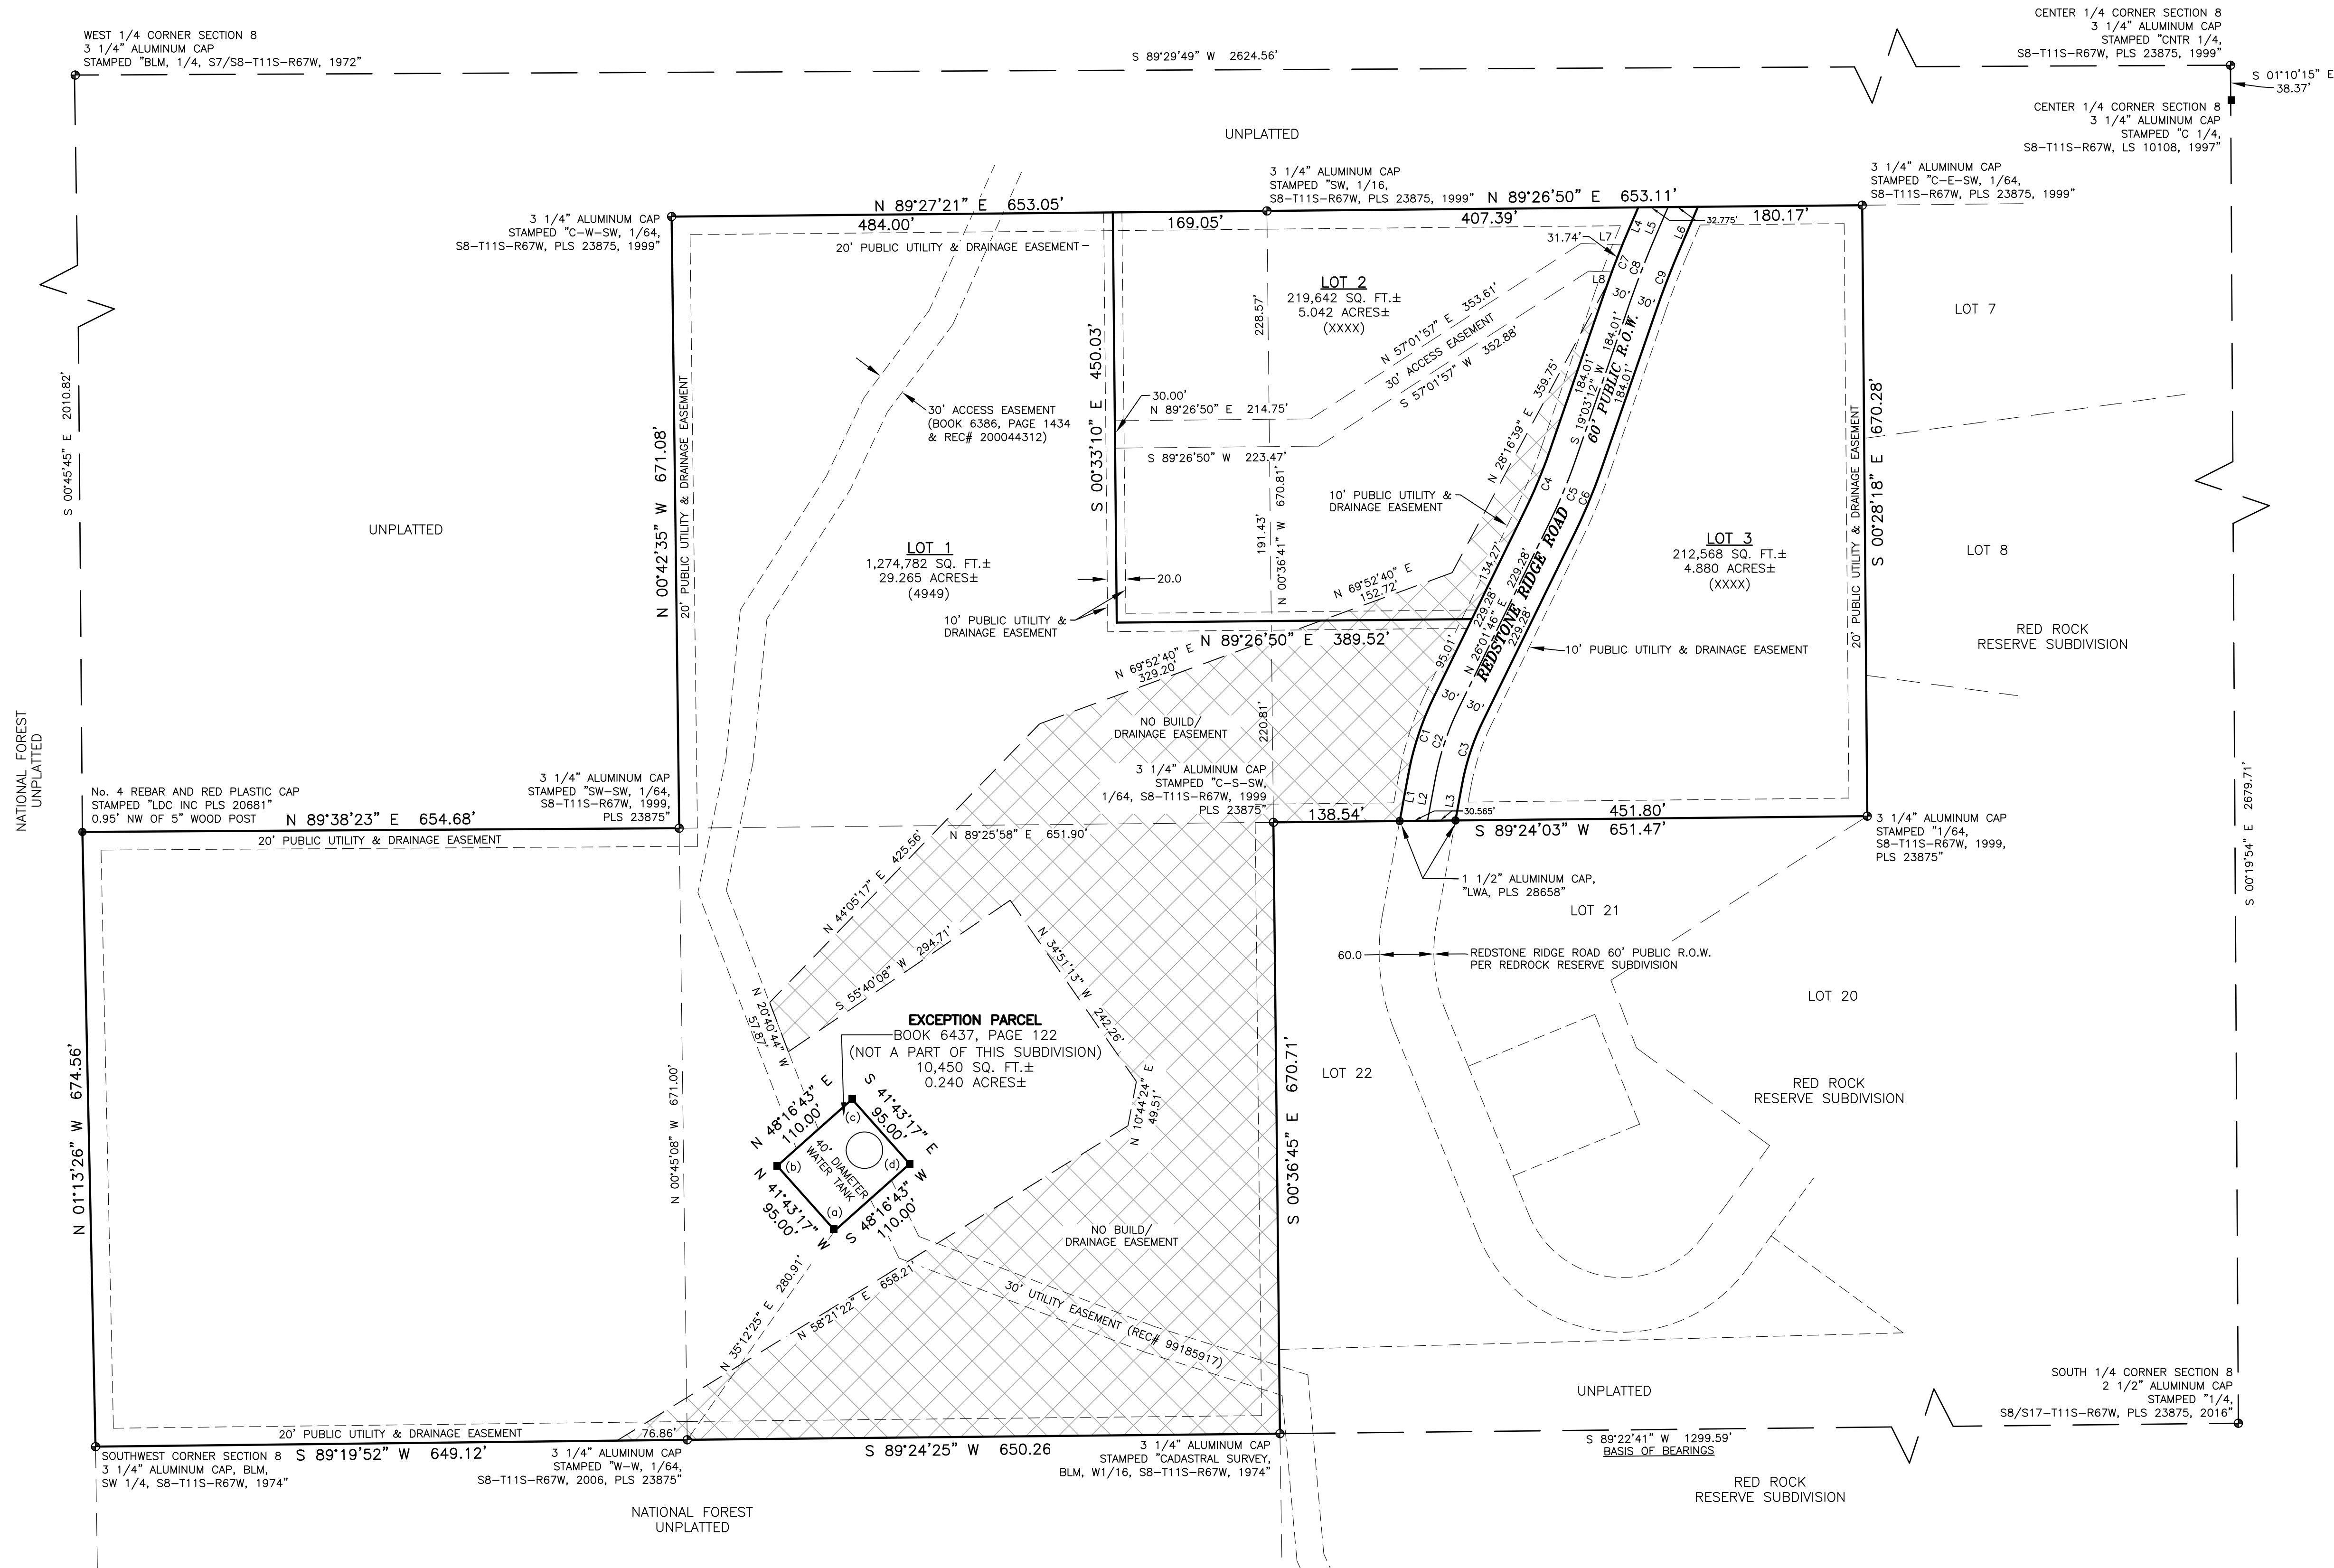 WEST 1/4 CORNER SECTION 8
3 1/4" ALUMINUM CAP
STAMPED "BLM, 1/4, S7/S8-T11S-R67W, 1972"
S 89°29'49" W 2624.56'
CENTER 1/4 CORNER SECTION 8
3 1/4" ALUMINUM CAP
STAMPED "CNTR 1/4,
S8-T11S-R67W, PLS 23875, 1999"
S 01°10'15" E
38.37'
CENTER 1/4 CORNER SECTION 8
3 1/4" ALUMINUM CAP
STAMPED "C 1/4,
S8-T11S-R67W, LS 10108, 1997"
UNPLATTED
3 1/4" ALUMINUM CAP
STAMPED "SW, 1/16,
S8-T11S-R67W, PLS 23875, 1999"
3 1/4" ALUMINUM CAP
STAMPED "C-E-SW, 1/64,
S8-T11S-R67W, PLS 23875, 1999"
3 1/4" ALUMINUM CAP
STAMPED "C-W-SW, 1/64,
S8-T11S-R67W, PLS 23875, 1999"
N 89°27'21" E 653.05'
N 89°26'50" E 653.11'
484.00'
169.05'
407.39'
32.775'
180.17'
20' PUBLIC UTILITY & DRAINAGE EASEMENT
31.74'
L4
L5
L6
L7
L8
C7
C8
C9
30'
30'
LOT 2
219,642 SQ. FT.±
5.042 ACRES±
(XXXX)
228.57'
N 57°01'57" E 353.61'
30' ACCESS EASEMENT
S 57°01'57" W 352.88'
184.01'
184.01'
S 19°03'12" W
184.01'
60' PUBLIC R.O.W.
LOT 7
S 00°45'45" E 2010.82'
UNPLATTED
N 00°42'35" W 671.08'
20' PUBLIC UTILITY & DRAINAGE EASEMENT
30' ACCESS EASEMENT
(BOOK 6386, PAGE 1434
& REC# 200044312)
S 00°33'10" E 450.03'
30.00'
N 89°26'50" E 214.75'
S 89°26'50" W 223.47'
N 28°16'39" E 359.75'
20' PUBLIC UTILITY & DRAINAGE EASEMENT
S 00°28'18" E 670.28'
191.43'
N 00°36'41" W 670.81'
10' PUBLIC UTILITY &
DRAINAGE EASEMENT
C4
C5
C6
LOT 1
1,274,782 SQ. FT.±
29.265 ACRES±
(4949)
LOT 3
212,568 SQ. FT.±
4.880 ACRES±
(XXXX)
LOT 8
20.0
N 69°52'40" E
152.72'
134.27'
229.28'
229.28'
N 26°01'46" E
229.28'
REDSTONE RIDGE ROAD
10' PUBLIC UTILITY &
DRAINAGE EASEMENT
N 89°26'50" E 389.52'
95.01'
10' PUBLIC UTILITY & DRAINAGE EASEMENT
RED ROCK
RESERVE SUBDIVISION
N 69°52'40" E
329.20'
30'
30'
NO BUILD/
DRAINAGE EASEMENT
220.81'
C1
C2
C3
NATIONAL FOREST
UNPLATTED
No. 4 REBAR AND RED PLASTIC CAP
STAMPED "LDC INC PLS 20681"
0.95' NW OF 5" WOOD POST
N 89°38'23" E 654.68'
3 1/4" ALUMINUM CAP
STAMPED "SW-SW, 1/64,
S8-T11S-R67W, 1999,
PLS 23875"
3 1/4" ALUMINUM CAP
STAMPED "C-S-SW,
1/64, S8-T11S-R67W, 1999
PLS 23875"
L1
L2
L3
30.565'
138.54'
451.80'
S 89°24'03" W 651.47'
3 1/4" ALUMINUM CAP
STAMPED "1/64,
S8-T11S-R67W, 1999,
PLS 23875"
S 00°19'54" E 2679.71'
20' PUBLIC UTILITY & DRAINAGE EASEMENT
N 89°25'58" E 651.90'
N 44°05'17" E 425.56'
1 1/2" ALUMINUM CAP,
"LWA, PLS 28658"
LOT 21
S 55°40'08" W 294.71'
N 34°51'13" W 242.26'
60.0
REDSTONE RIDGE ROAD 60' PUBLIC R.O.W.
PER REDROCK RESERVE SUBDIVISION
LOT 20
N 20°40'44" W
57.87'
EXCEPTION PARCEL
BOOK 6437, PAGE 122
(NOT A PART OF THIS SUBDIVISION)
10,450 SQ. FT.±
0.240 ACRES±
LOT 22
RED ROCK
RESERVE SUBDIVISION
N 01°13'26" W 674.56'
N 00°45'08" W 671.00'
N 48°16'43" E
110.00'
S 41°43'17" E
95.00'
N 10°44'24" E
49.51'
S 00°36'45" E 670.71'
(a)
(b)
(c)
(d)
40' DIAMETER
WATER TANK
N 41°43'17" W
95.00'
S 48°16'43" W
110.00'
NO BUILD/
DRAINAGE EASEMENT
N 35°12'25" E 280.91'
N 58°21'22" E 658.21'
30' UTILITY EASEMENT (REC# 99185917)
UNPLATTED
SOUTH 1/4 CORNER SECTION 8
2 1/2" ALUMINUM CAP
STAMPED "1/4,
S8/S17-T11S-R67W, PLS 23875, 2016"
20' PUBLIC UTILITY & DRAINAGE EASEMENT
76.86'
SOUTHWEST CORNER SECTION 8
3 1/4" ALUMINUM CAP, BLM,
SW 1/4, S8-T11S-R67W, 1974"
S 89°19'52" W 649.12'
3 1/4" ALUMINUM CAP
STAMPED "W-W, 1/64,
S8-T11S-R67W, 2006, PLS 23875"
S 89°24'25" W 650.26
3 1/4" ALUMINUM CAP
STAMPED "CADASTRAL SURVEY,
BLM, W1/16, S8-T11S-R67W, 1974"
S 89°22'41" W 1299.59'
BASIS OF BEARINGS
RED ROCK
RESERVE SUBDIVISION
NATIONAL FOREST
UNPLATTED